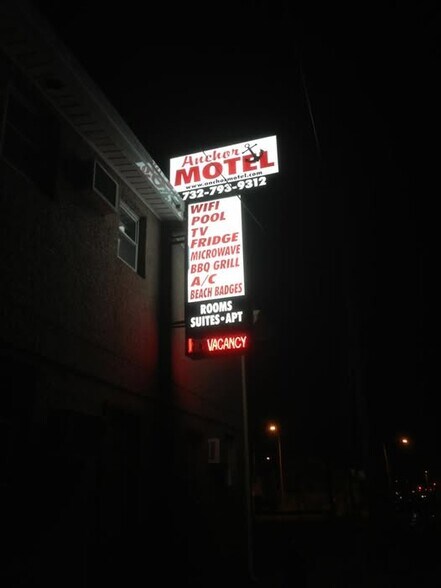 Anchor
MOTEL
www.anchormotel.com
732-793-9312
WIFI
POOL
TV
FRIDGE
MICROWAVE
BBQ GRILL
A/C
BEACH BADGES
ROOMS
SUITES•APT
VACANCY